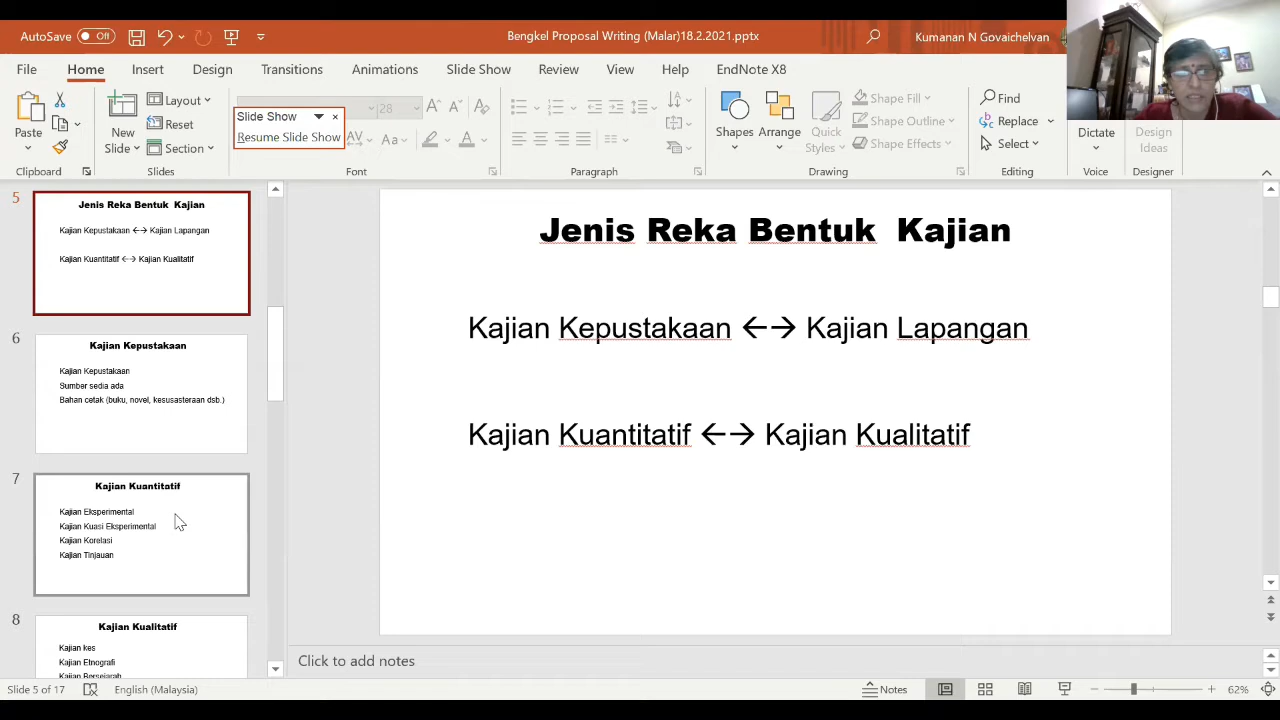 AutoSave Off
Bengkel Proposal Writing (Malar)18.2.2021.pptx
Kumanan N Govaichelvan
File Home Insert Design Transitions Animations Slide Show Review View Help EndNote X8
Paste
Clipboard
New Slide
Layout
Reset
Section
Slides
28
Slide Show
Resume Slide Show
Font
Paragraph
Shapes
Arrange
Quick Styles
Shape Fill
Shape Outline
Shape Effects
Drawing
Find
Replace
Select
Editing
Dictate
Voice
Design Ideas
Designer
5
Jenis Reka Bentuk Kajian
Kajian Kepustakaan ←→ Kajian Lapangan
Kajian Kuantitatif ←→ Kajian Kualitatif
6
Kajian Kepustakaan
Kajian Kepustakaan
Sumber sedia ada
Bahan cetak (buku, novel, kesusasteraan dsb.)
7
Kajian Kuantitatif
Kajian Eksperimental
Kajian Kuasi Eksperimental
Kajian Korelasi
Kajian Tinjauan
8
Kajian Kualitatif
Kajian kes
Kajian Etnografi
Kajian Bersejarah
Jenis Reka Bentuk Kajian
Kajian Kepustakaan ←→ Kajian Lapangan
Kajian Kuantitatif ←→ Kajian Kualitatif
Click to add notes
Slide 5 of 17
English (Malaysia)
Notes
62%